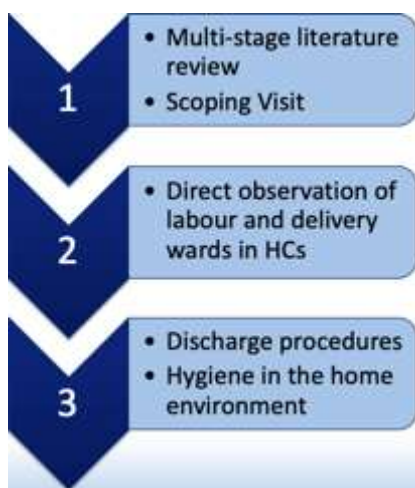 1
• Multi-stage literature
review
• Scoping Visit
2
• Direct observation of
labour and delivery
wards in HCs
3
• Discharge procedures
• Hygiene in the home
environment